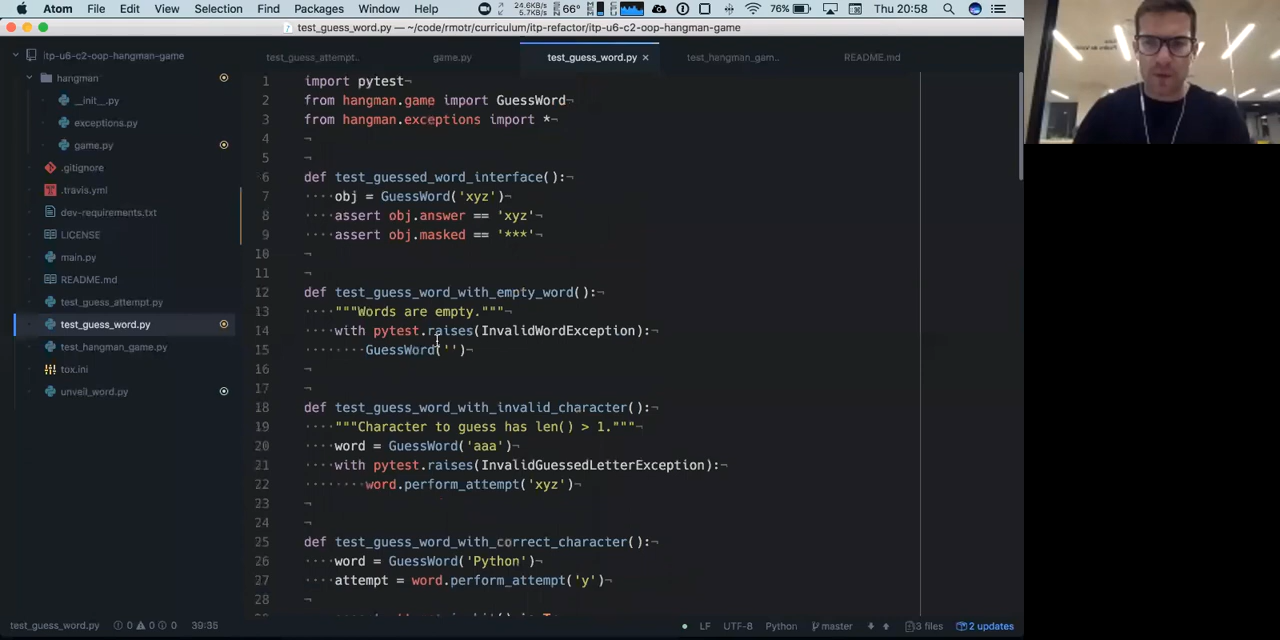 Atom File Edit View Selection Find Packages Window Help 24.6KB/s 5.7KB/s 66° 76% Thu 20:58
test_guess_word.py — ~/code/rmotr/curriculum/itp-refactor/itp-u6-c2-oop-hangman-game
itp-u6-c2-oop-hangman-game
hangman
__init__.py
exceptions.py
game.py
.gitignore
.travis.yml
dev-requirements.txt
LICENSE
main.py
README.md
test_guess_attempt.py
test_guess_word.py
test_hangman_game.py
tox.ini
unveil_word.py
test_guess_attempt.. game.py test_guess_word.py × test_hangman_gam.. README.md
1 import pytest¬
2 from hangman.game import GuessWord¬
3 from hangman.exceptions import *¬
4 ¬
5 ¬
6 def test_guessed_word_interface():¬
7 ····obj = GuessWord('xyz')¬
8 ····assert obj.answer == 'xyz'¬
9 ····assert obj.masked == '***'¬
10 ¬
11 ¬
12 def test_guess_word_with_empty_word():¬
13 ····"""Words are empty."""¬
14 ····with pytest.raises(InvalidWordException):¬
15 ········GuessWord('')¬
16 ¬
17 ¬
18 def test_guess_word_with_invalid_character():¬
19 ····"""Character to guess has len() > 1."""¬
20 ····word = GuessWord('aaa')¬
21 ····with pytest.raises(InvalidGuessedLetterException):¬
22 ········word.perform_attempt('xyz')¬
23 ¬
24 ¬
25 def test_guess_word_with_correct_character():¬
26 ····word = GuessWord('Python')¬
27 ····attempt = word.perform_attempt('y')¬
28 ¬
test_guess_word.py 0 0 0 39:35 LF UTF-8 Python master 3 files 2 updates